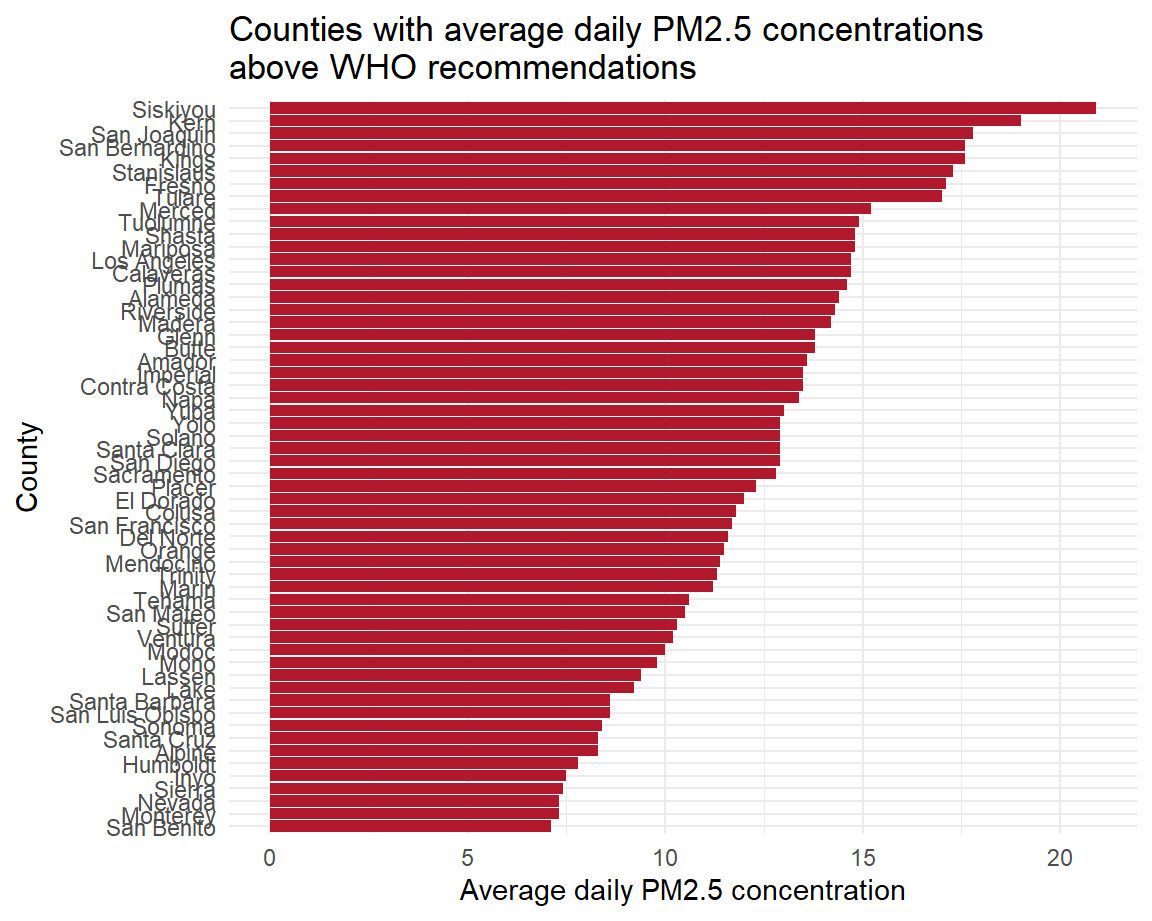 Counties with average daily PM2.5 concentrations
above WHO recommendations
Siskiyou
Kern
San Joaquin
San Bernardino
Kings
Stanislaus
Fresno
Tulare
Merced
Tuolumne
Shasta
Mariposa
Los Angeles
Calaveras
Plumas
Alameda
Riverside
Madera
Glenn
Butte
Amador
Imperial
Contra Costa
Napa
Yuba
Yolo
Solano
Santa Clara
San Diego
Sacramento
Placer
El Dorado
Colusa
San Francisco
Del Norte
Orange
Mendocino
Trinity
Marin
Tehama
San Mateo
Sutter
Ventura
Modoc
Mono
Lassen
Lake
Santa Barbara
San Luis Obispo
Sonoma
Santa Cruz
Alpine
Humboldt
Inyo
Sierra
Nevada
Monterey
San Benito
County
0 5 10 15 20
Average daily PM2.5 concentration